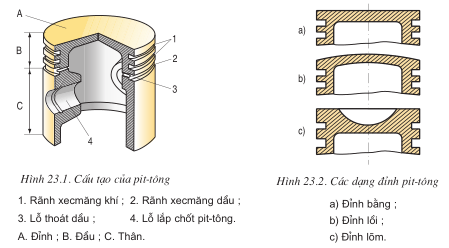 A
B
C
1
2
3
4
Hình 23.1. Cấu tạo của pit-tông
1. Rãnh xecmăng khí ; 2. Rãnh xecmăng dầu ;
3. Lỗ thoát dầu ; 4. Lỗ lắp chốt pit-tông.
A. Đỉnh ; B. Đầu ; C. Thân.
a)
b)
c)
Hình 23.2. Các dạng đỉnh pit-tông
a) Đỉnh bằng ;
b) Đỉnh lồi ;
c) Đỉnh lõm.